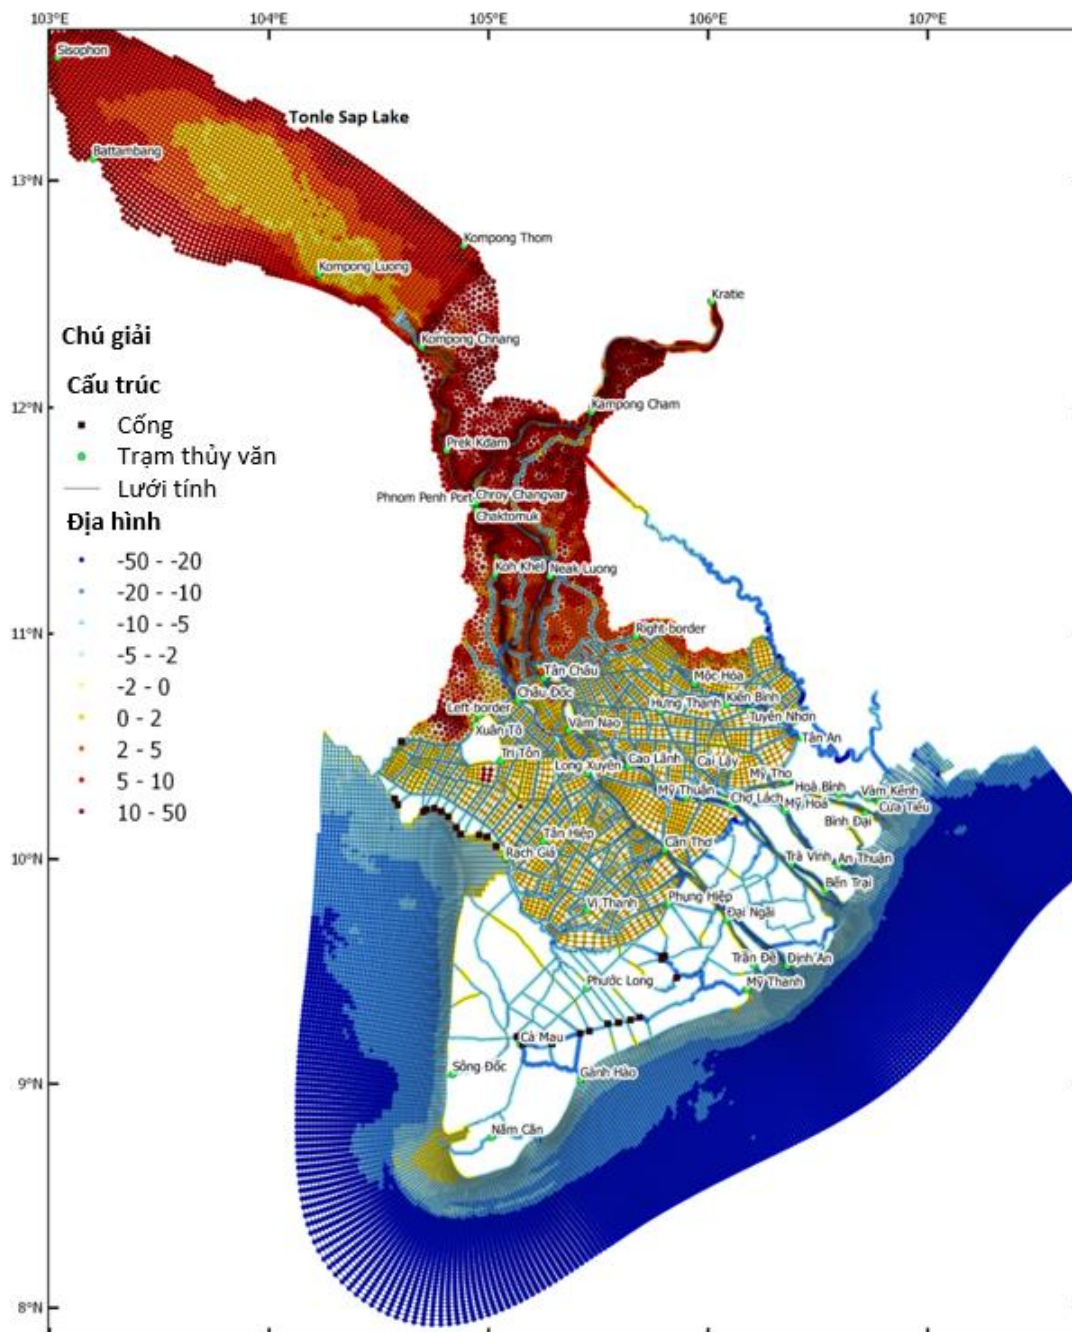 103°E 104°E 105°E 106°E 107°E
Sisophon
Tonle Sap Lake
Battambang
13°N
Kompong Thom
Kompong Luong
Kratie
Chú giải
Kompong Chnang
Cấu trúc
12°N
Kampong Cham
Cống
Prek Kdam
Trạm thủy văn
Lưới tính
Phnom Penh Port Chroy Changvar
Chaktomuk
Địa hình
-50 - -20
Koh Khel Neak Luong
-20 - -10
-10 - -5
11°N
Right-border
-5 - -2
Tân Châu Mộc Hóa
-2 - 0
Châu Đốc Hưng Thạnh Kiến Bình
Left-border
0 - 2
Vàm Nao Tuyên Nhơn
Xuân Tô Tân An
2 - 5
Tri Tôn Long Xuyên Cao Lãnh Cai Lậy
5 - 10
Mỹ Tho
Mỹ Thuận Chợ Lách Hoà Bình Vàm Kênh
10 - 50
Mỹ Hoá Cửa Tiểu
Bình Đại
10°N
Tân Hiệp Cần Thơ
Rạch Giá Trà Vinh An Thuận
Bến Trại
Vị Thanh Phụng Hiệp Đại Ngãi
Trần Đề Định An
Phước Long Mỹ Thanh
Cà Mau
9°N
Sông Đốc Gành Hào
Năm Căn
8°N